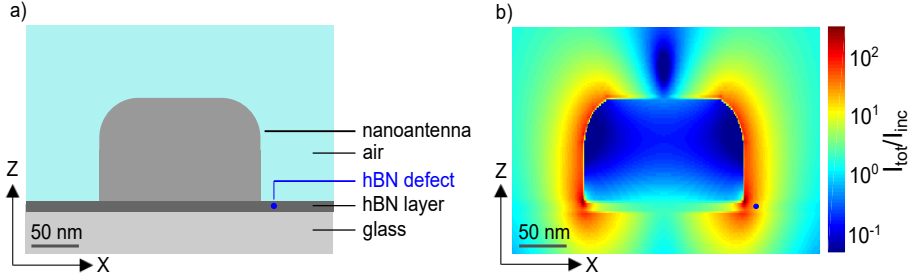 a)
nanoantenna
air
hBN defect
hBN layer
glass
50 nm
Z
X
b)
10²
10¹
10⁰
10⁻¹
I_tot/I_inc
50 nm
Z
X